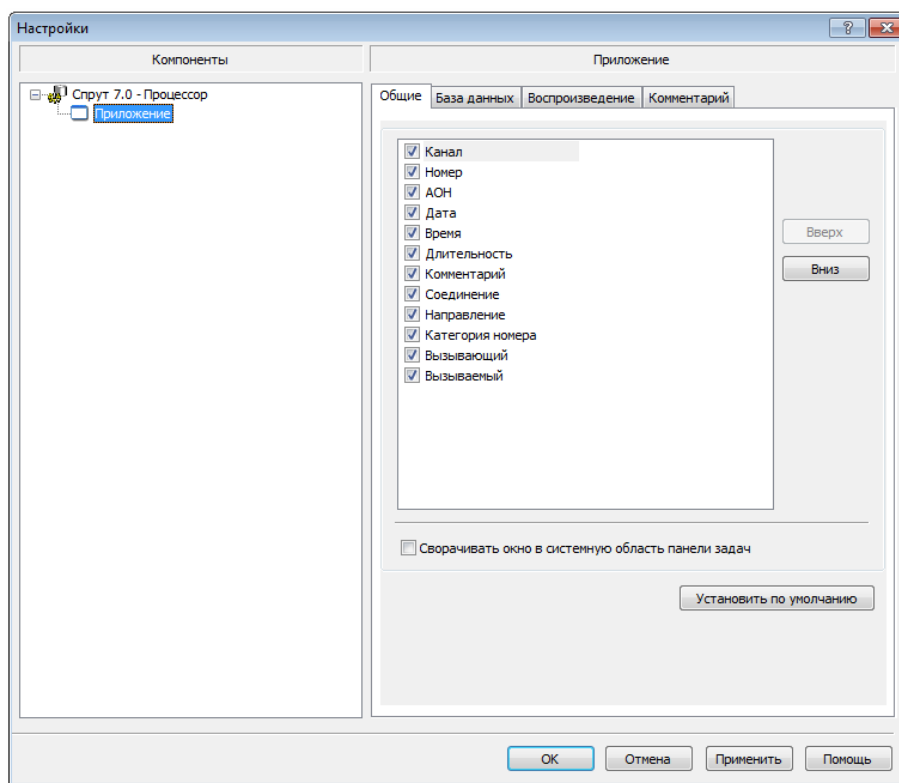 Настройки
Компоненты
Приложение
Спрут 7.0 - Процессор
Приложение
Общие
База данных
Воспроизведение
Комментарий
Канал
Номер
АОН
Дата
Время
Длительность
Комментарий
Соединение
Направление
Категория номера
Вызывающий
Вызываемый
Вверх
Вниз
Сворачивать окно в системную область панели задач
Установить по умолчанию
OK
Отмена
Применить
Помощь